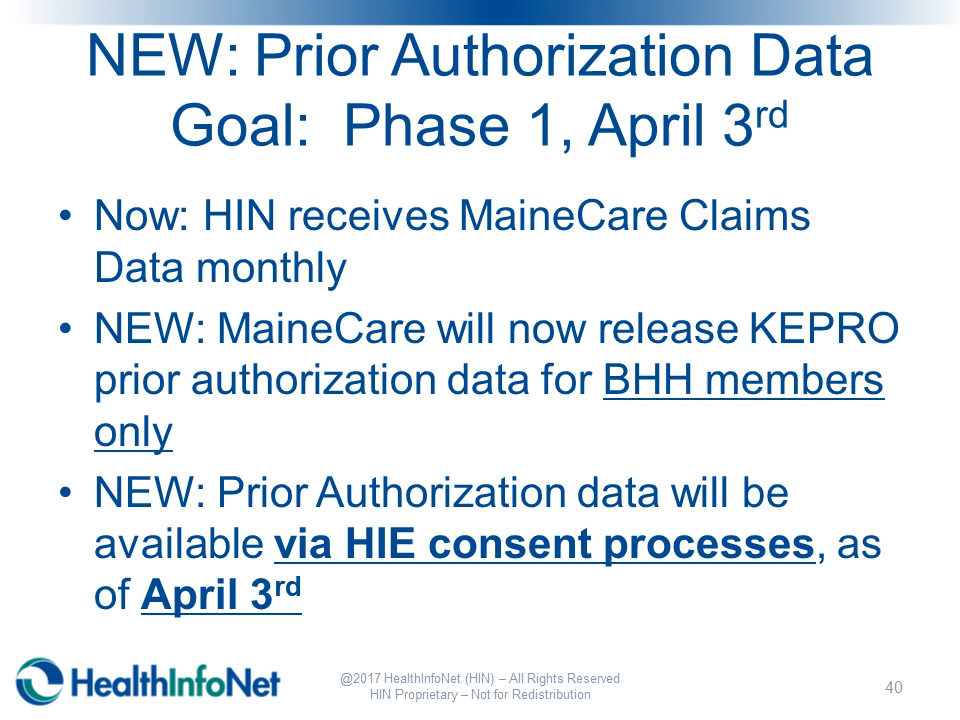 NEW: Prior Authorization Data
Goal:  Phase 1, April 3rd
• Now: HIN receives MaineCare Claims
Data monthly
• NEW: MaineCare will now release KEPRO
prior authorization data for BHH members
only
• NEW: Prior Authorization data will be
available via HIE consent processes, as
of April 3rd
HealthInfoNet
@2017 HealthInfoNet (HIN) – All Rights Reserved
HIN Proprietary – Not for Redistribution
40